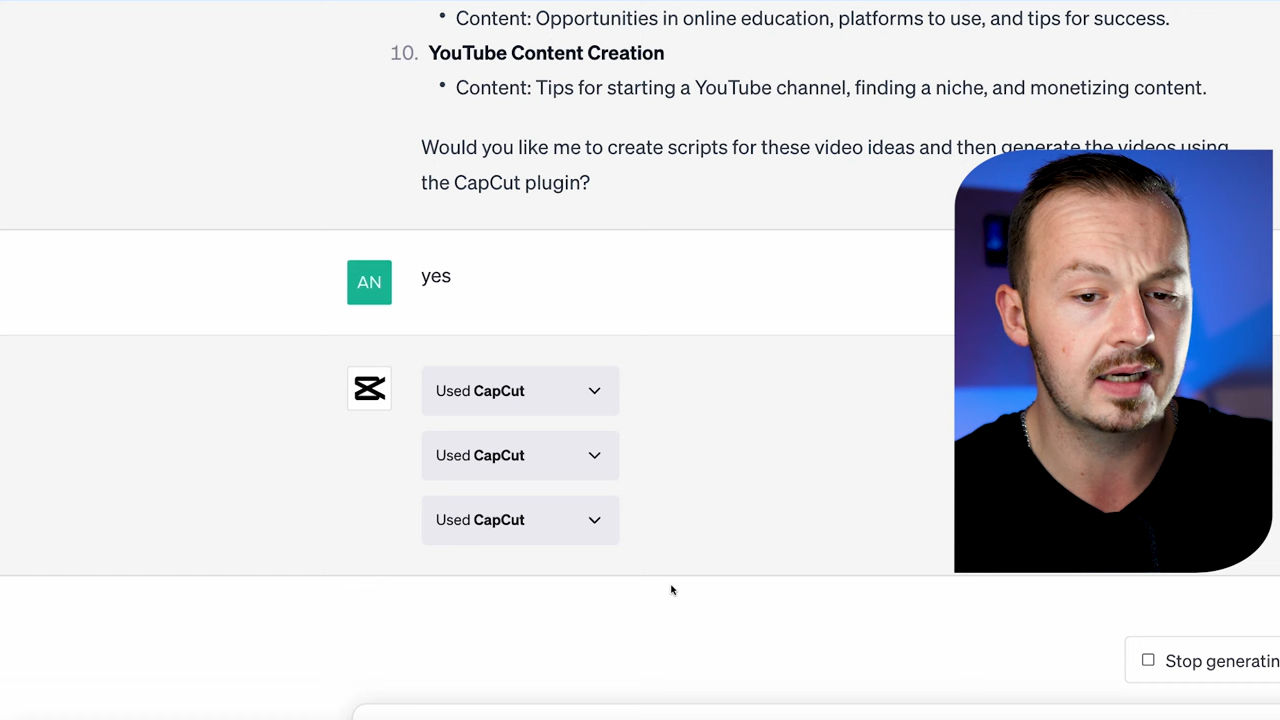 • Content: Opportunities in online education, platforms to use, and tips for success.
10. YouTube Content Creation
• Content: Tips for starting a YouTube channel, finding a niche, and monetizing content.
Would you like me to create scripts for these video ideas and then generate the videos using
the CapCut plugin?
AN
yes
Used CapCut
Used CapCut
Used CapCut
Stop generatin